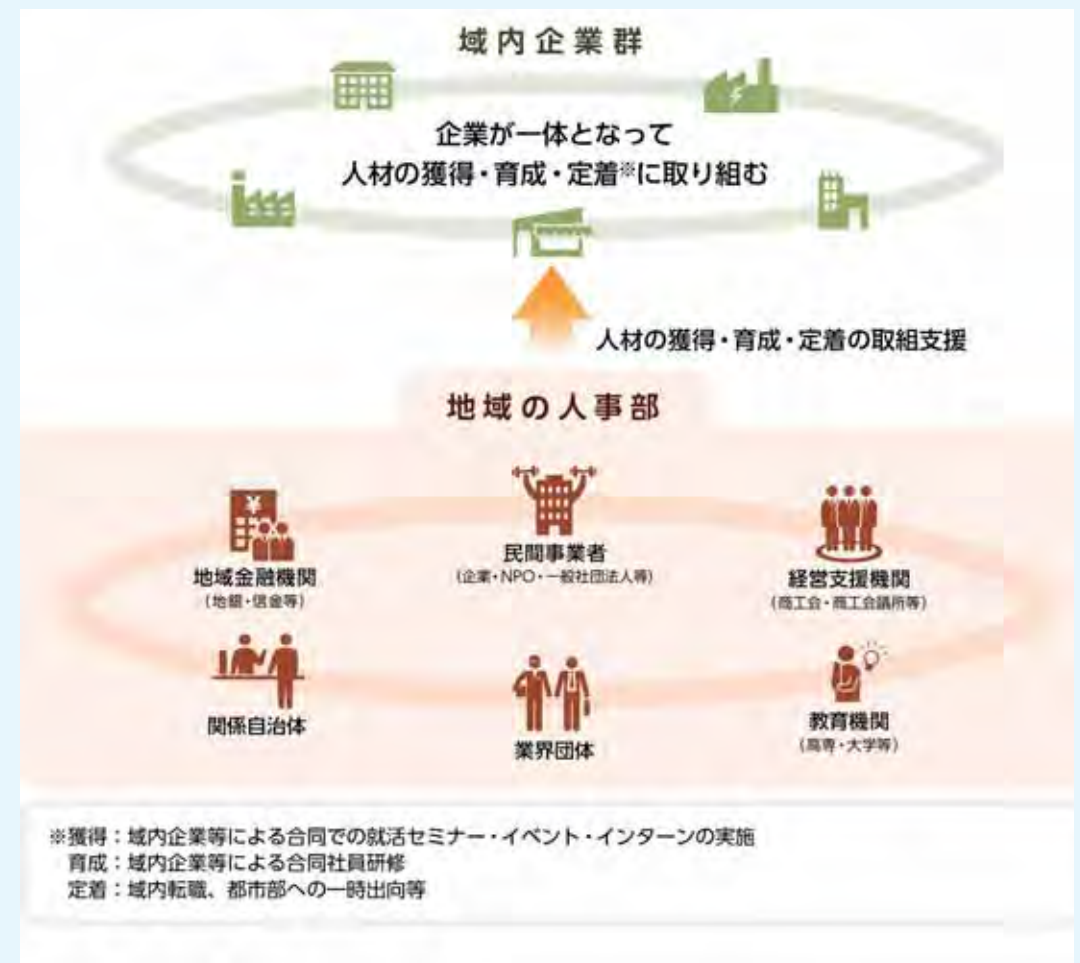 域内企業群
企業が一体となって
人材の獲得・育成・定着※に取り組む
人材の獲得・育成・定着の取組支援
地域の人事部
民間事業者
(企業・NPO・一般社団法人等)
地域金融機関
(地銀・信金等)
経営支援機関
(商工会・商工会議所等)
関係自治体
業界団体
教育機関
(高専・大学等)
※獲得：域内企業等による合同での就活セミナー・イベント・インターンの実施
育成：域内企業等による合同社員研修
定着：域内転職、都市部への一時出向等